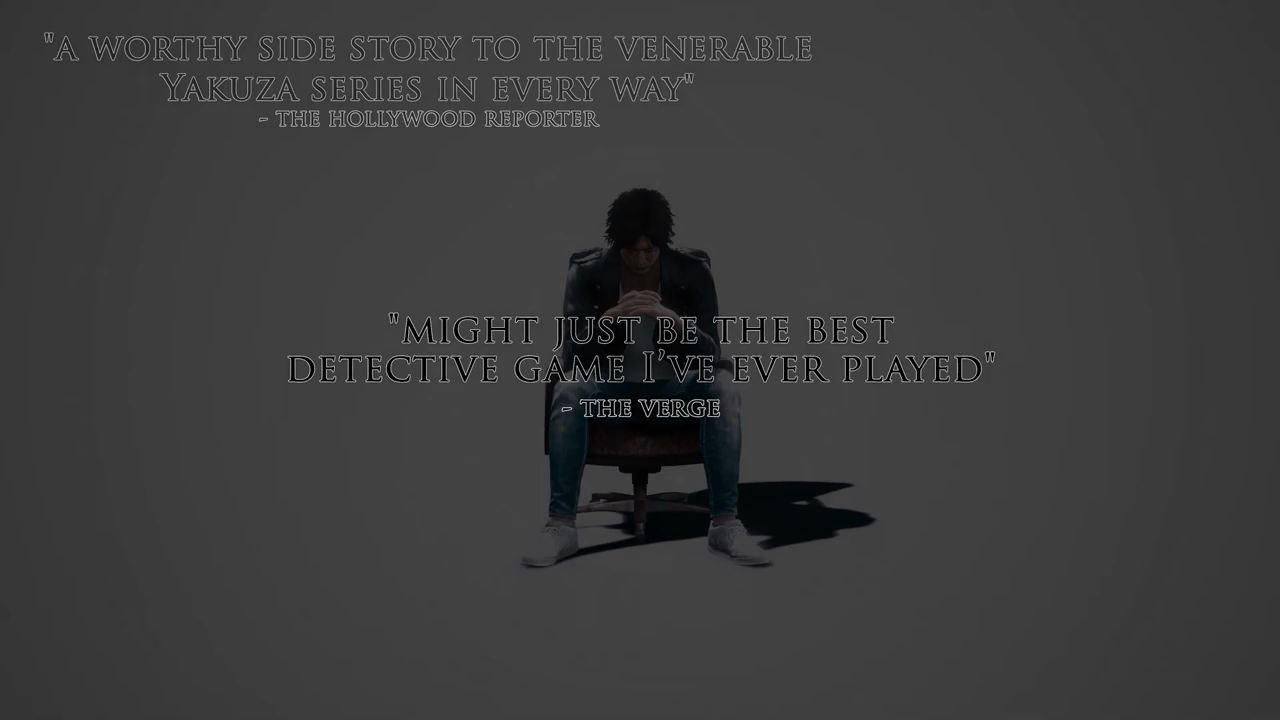 "A WORTHY SIDE STORY TO THE VENERABLE
YAKUZA SERIES IN EVERY WAY"
- THE HOLLYWOOD REPORTER
"MIGHT JUST BE THE BEST
DETECTIVE GAME I'VE EVER PLAYED"
- THE VERGE